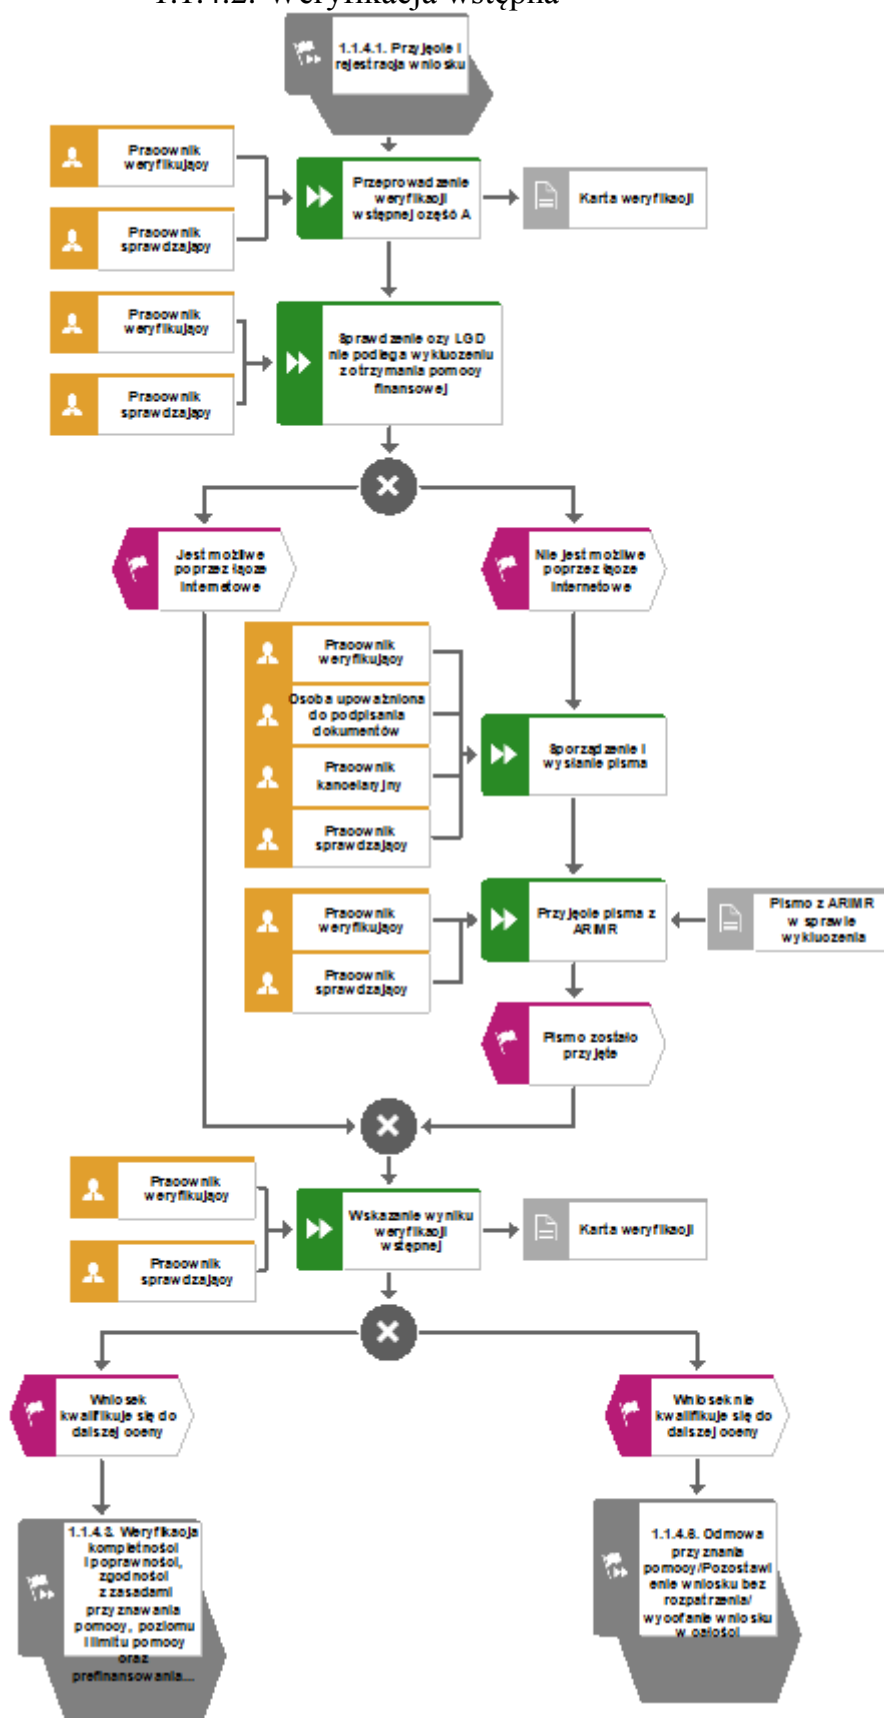 1.1.4.2. Weryfikacja wstępna
1.1.4.1. Przyjęcie i
rejestracja wniosku
Pracownik
weryfikujący
Przeprowadzenie
weryfikacji
wstępnej część A
Karta weryfikacji
Pracownik
sprawdzający
Pracownik
weryfikujący
Sprawdzenie czy LGD
nie podlega wykluczeniu
z otrzymania pomocy
finansowej
Pracownik
sprawdzający
Jest możliwe
poprzez łącze
internetowe
Nie jest możliwe
poprzez łącze
internetowe
Pracownik
weryfikujący
Osoba upoważniona
do podpisania
dokumentów
Sporządzenie i
wysłanie pisma
Pracownik
kancelaryjny
Pracownik
sprawdzający
Pracownik
weryfikujący
Przyjęcie pisma z
ARIMR
Pismo z ARIMR
w sprawie
wykluczenia
Pracownik
sprawdzający
Pismo zostało
przyjęte
Pracownik
weryfikujący
Wskazanie wyniku
weryfikacji
wstępnej
Karta weryfikacji
Pracownik
sprawdzający
Wniosek
kwalifikuje się do
dalszej oceny
Wniosek nie
kwalifikuje się do
dalszej oceny
1.1.4.3. Weryfikacja
kompletności
i poprawności,
zgodności
z zasadami
przyznawania
pomocy, poziomu
i limitu pomocy
oraz
prefinansowania...
1.1.4.6. Odmowa
przyznania
pomocy/Pozostawi
enie wniosku bez
rozpatrzenia/
wycofanie wniosku
w całości